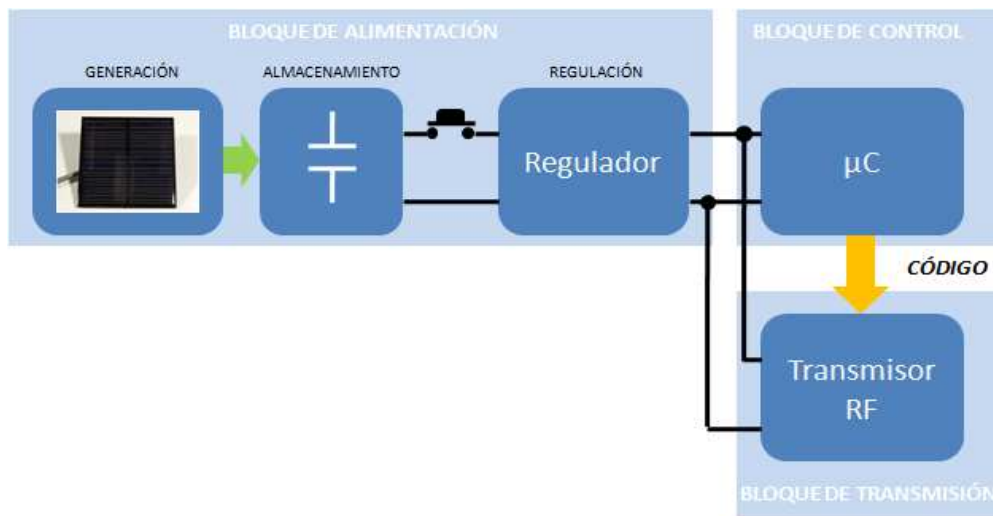 BLOQUE DE ALIMENTACIÓN
BLOQUE DE CONTROL
GENERACIÓN
ALMACENAMIENTO
REGULACIÓN
Regulador
µC
CÓDIGO
Transmisor
RF
BLOQUE DE TRANSMISIÓN